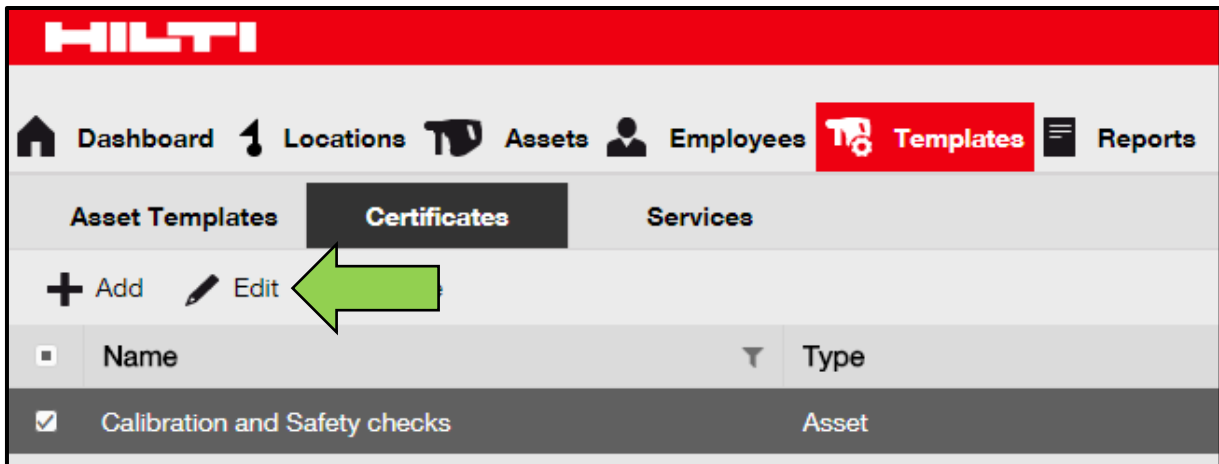 HILTI
Dashboard Locations Assets Employees Templates Reports
Asset Templates Certificates Services
Add Edit
Name Type
Calibration and Safety checks Asset